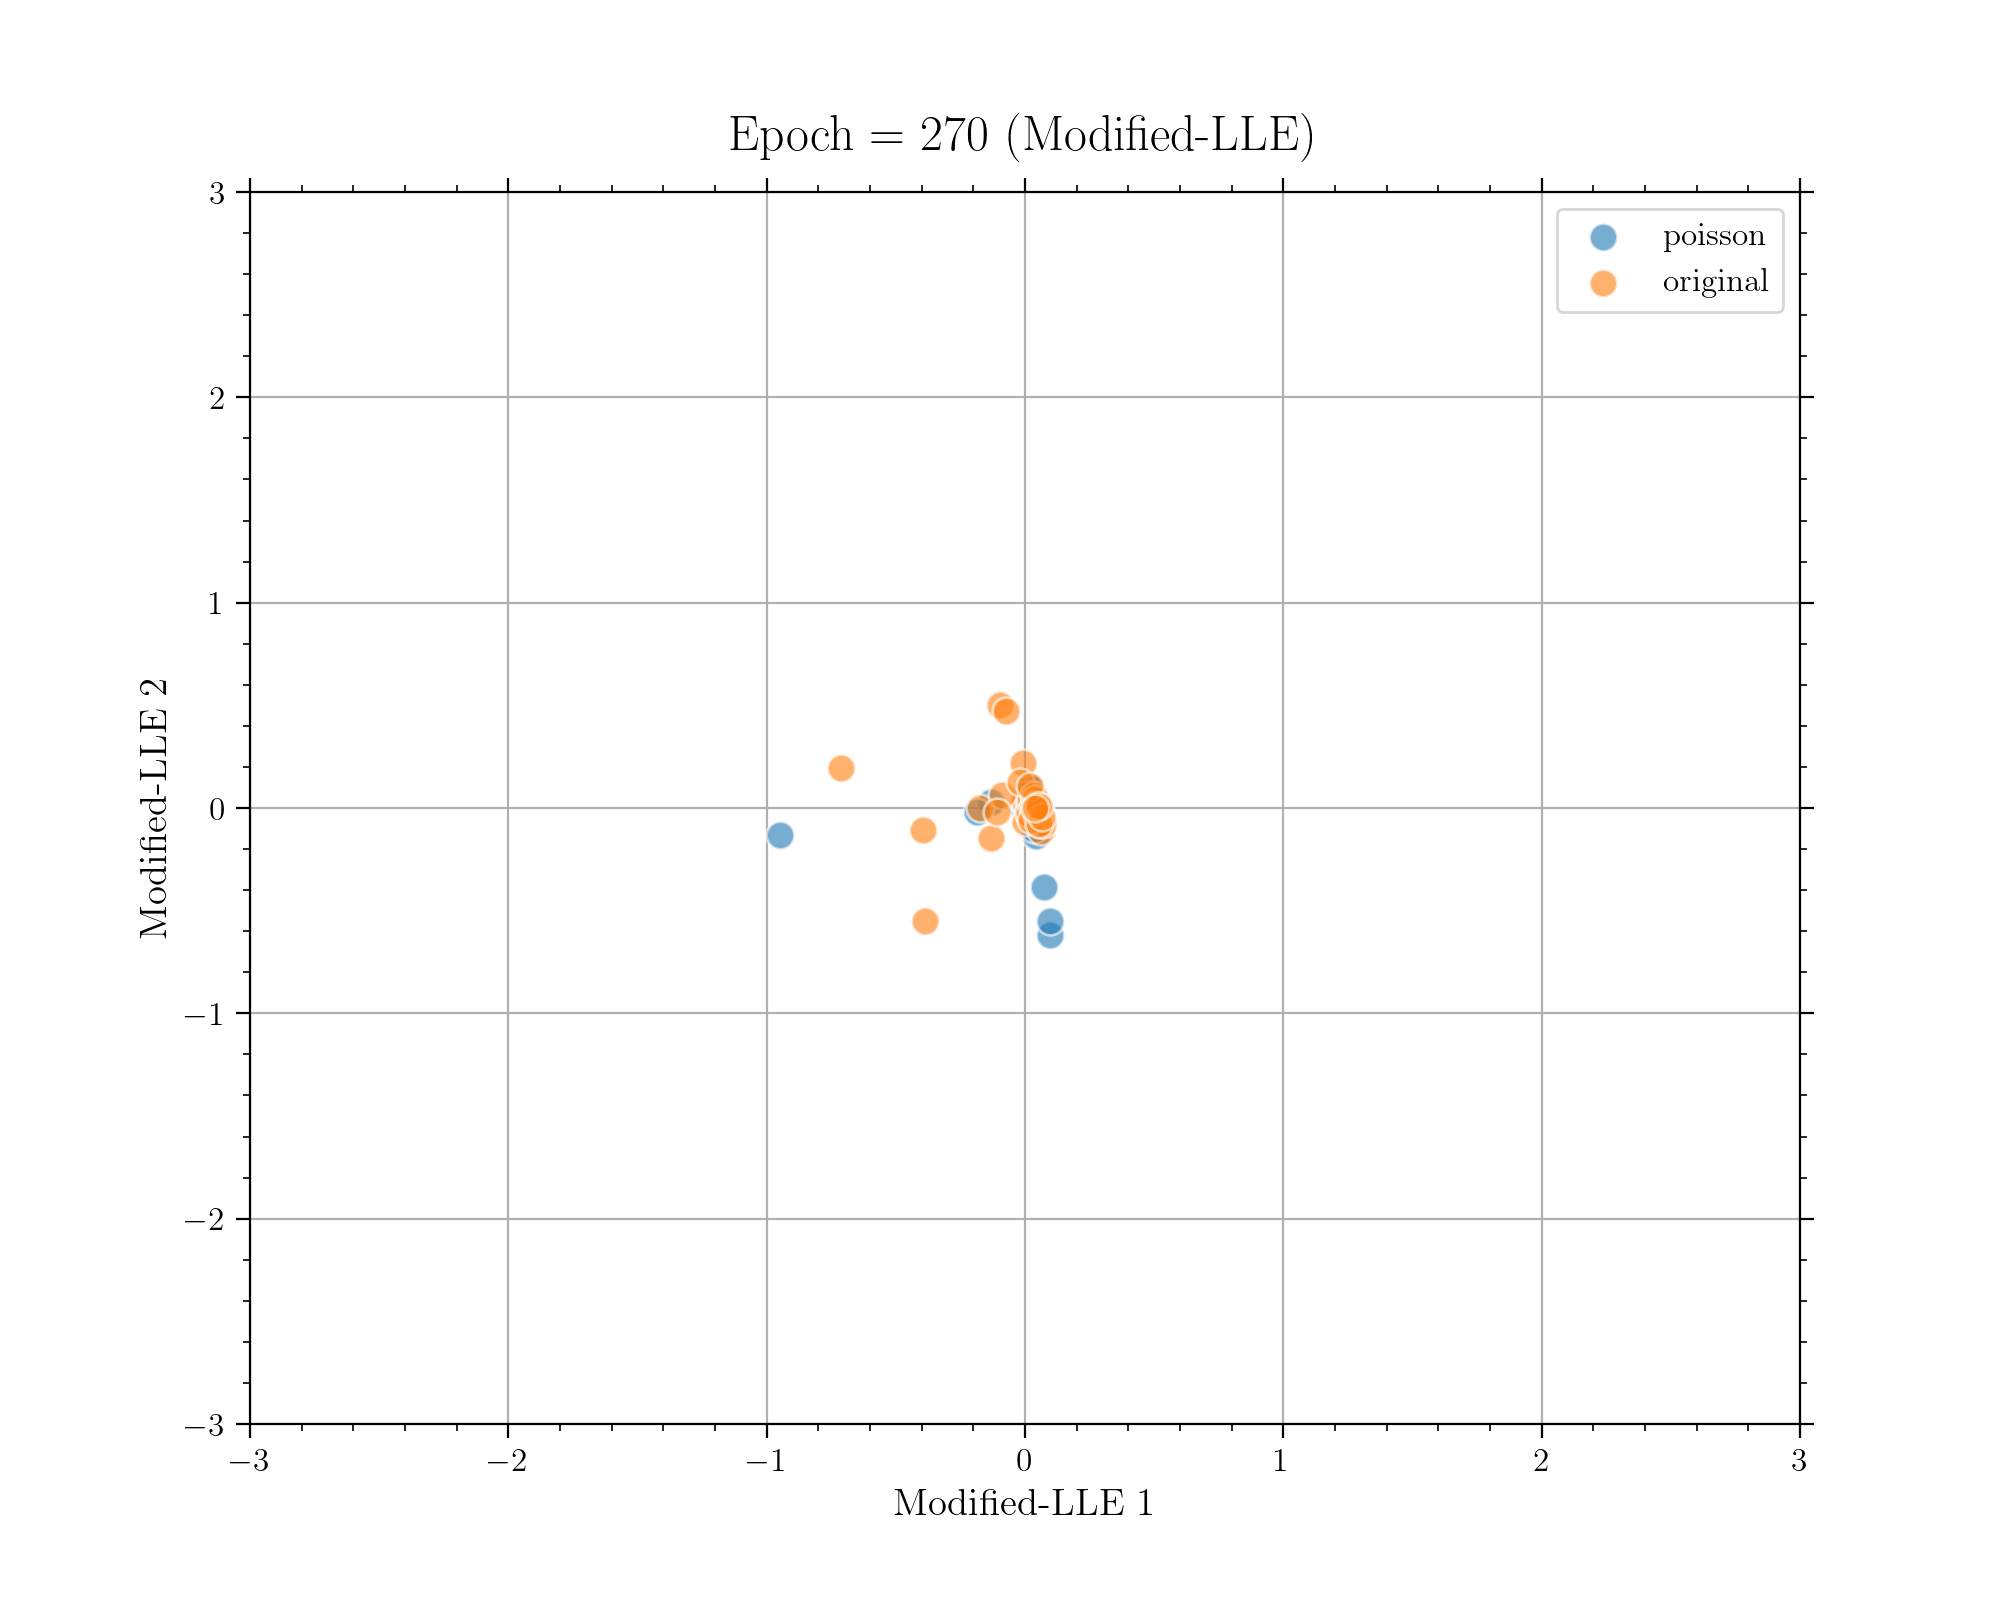 Epoch = 270 (Modified-LLE)
poisson
original
3
2
1
0
−1
−2
−3
Modified-LLE 2
−3
−2
−1
0
1
2
3
Modified-LLE 1